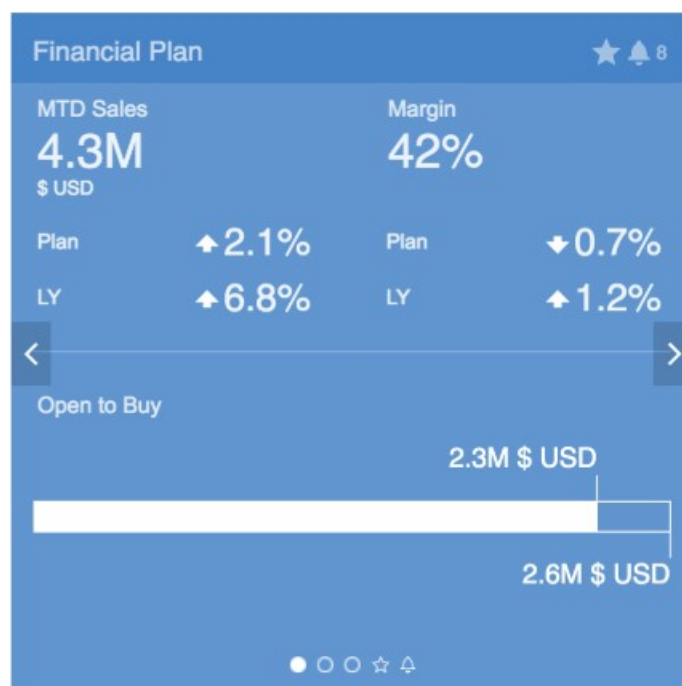 Financial Plan 8
MTD Sales Margin
4.3M 42%
$ USD
Plan 2.1% Plan 0.7%
LY 6.8% LY 1.2%
Open to Buy
2.3M $ USD
2.6M $ USD